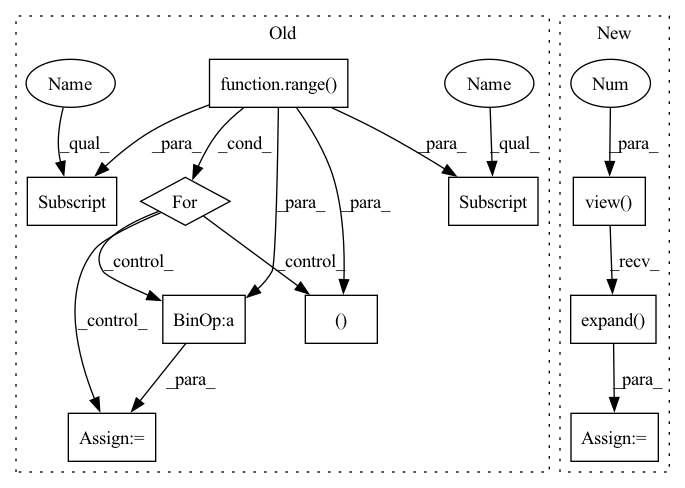 Old
New
Name
function.range()
Name
Num
_qual_
_para_
_cond_
_para_
_qual_
_para_
Subscript
For
_para_
_para_
Subscript
view()
_control_
_control_
_recv_
_control_
BinOp:a
()
expand()
_para_
_para_
Assign:=
Assign:=